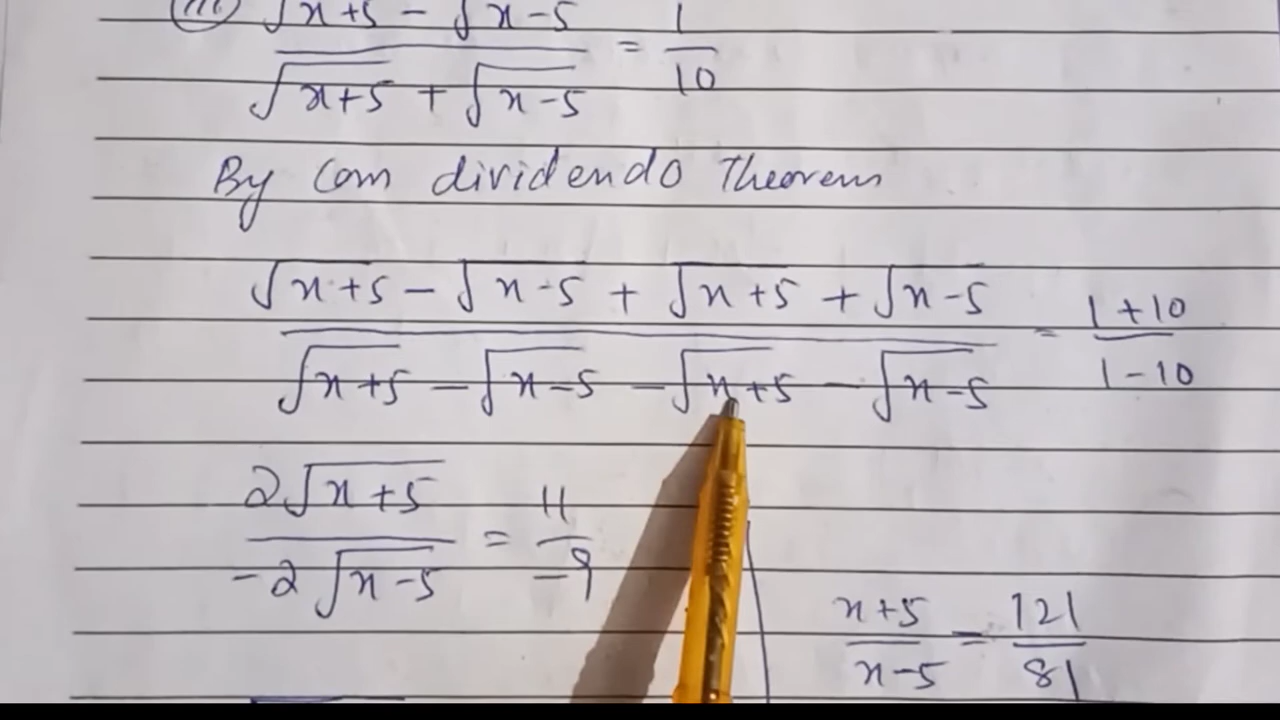 (iii) √x+5 - √x-5 / √x+5 + √x-5 = 1/10
By Com dividendo Theorem
√x+5 - √x-5 + √x+5 + √x-5 / √x+5 - √x-5 - √x+5 - √x-5 = 1+10 / 1-10
2√x+5 / -2√x-5 = 11 / -9
x+5 / x-5 = 121 / 81